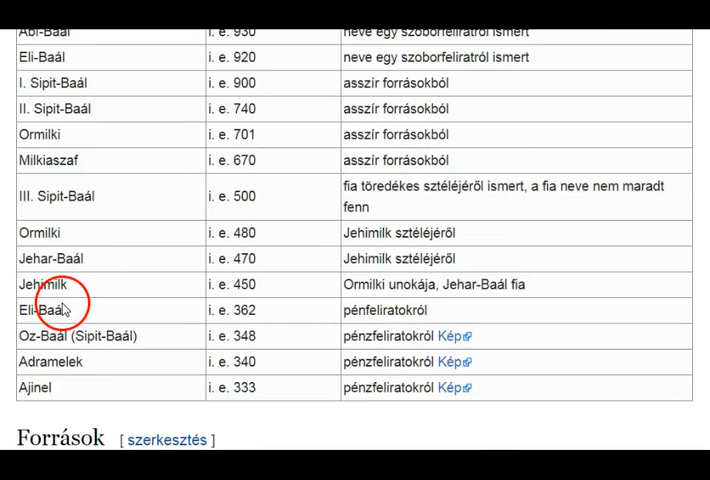 Abi-Baál i. e. 930 neve egy szoborfeliratról ismert
Eli-Baál i. e. 920 neve egy szoborfeliratról ismert
I. Sipit-Baál i. e. 900 asszír forrásokból
II. Sipit-Baál i. e. 740 asszír forrásokból
Ormilki i. e. 701 asszír forrásokból
Milkiaszaf i. e. 670 asszír forrásokból
III. Sipit-Baál i. e. 500 fia töredékes sztéléjéről ismert, a fia neve nem maradt
fenn
Ormilki i. e. 480 Jehimilk sztéléjéről
Jehar-Baál i. e. 470 Jehimilk sztéléjéről
Jehimilk i. e. 450 Ormilki unokája, Jehar-Baál fia
Eli-Baál i. e. 362 pénfeliratokról
Oz-Baál (Sipit-Baál) i. e. 348 pénzfeliratokról Kép
Adramelek i. e. 340 pénzfeliratokról Kép
Ajinel i. e. 333 pénzfeliratokról Kép
Források [ szerkesztés ]